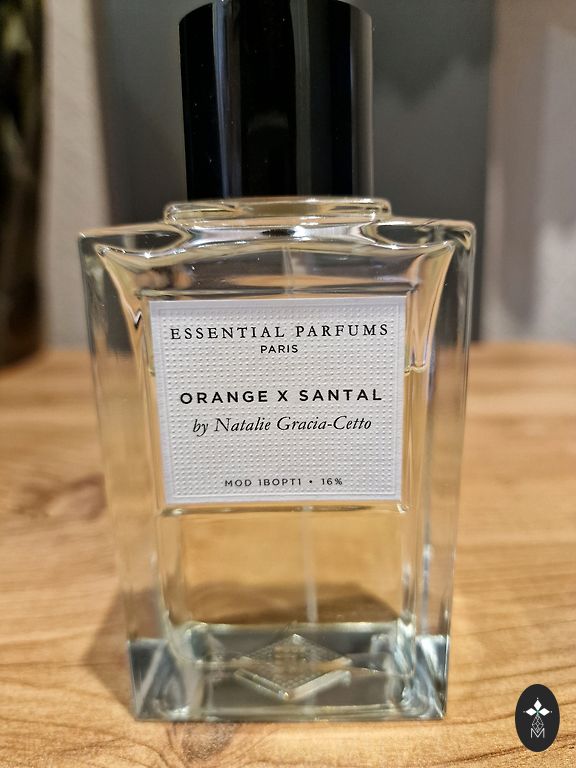 ESSENTIAL PARFUMS
PARIS
ORANGE X SANTAL
by Natalie Gracia-Cetto
MOD 1BOPT1 • 16%
M